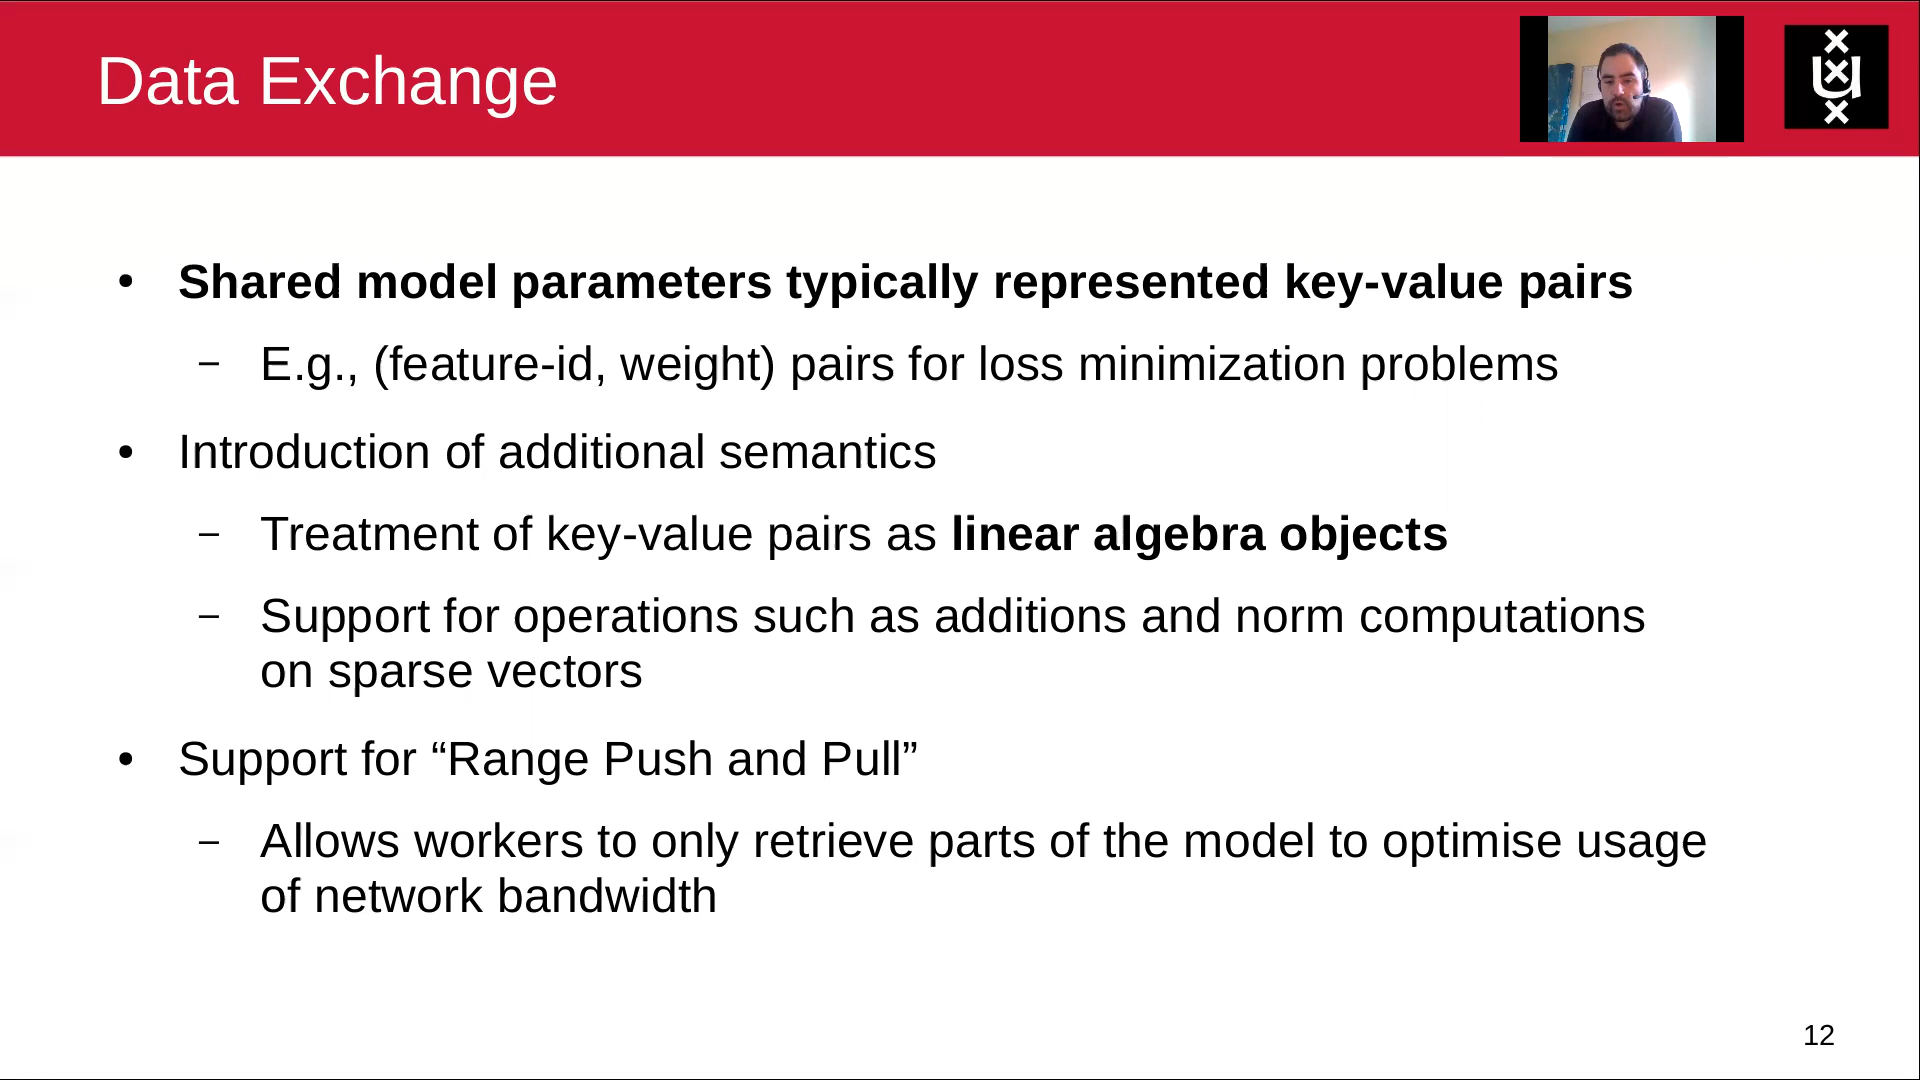 Data Exchange
• Shared model parameters typically represented key-value pairs
– E.g., (feature-id, weight) pairs for loss minimization problems
• Introduction of additional semantics
– Treatment of key-value pairs as linear algebra objects
– Support for operations such as additions and norm computations
on sparse vectors
• Support for “Range Push and Pull”
– Allows workers to only retrieve parts of the model to optimise usage
of network bandwidth
12